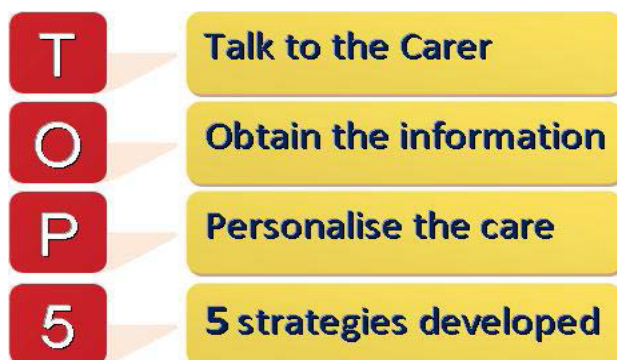 T Talk to the Carer
O Obtain the information
P Personalise the care
5 5 strategies developed